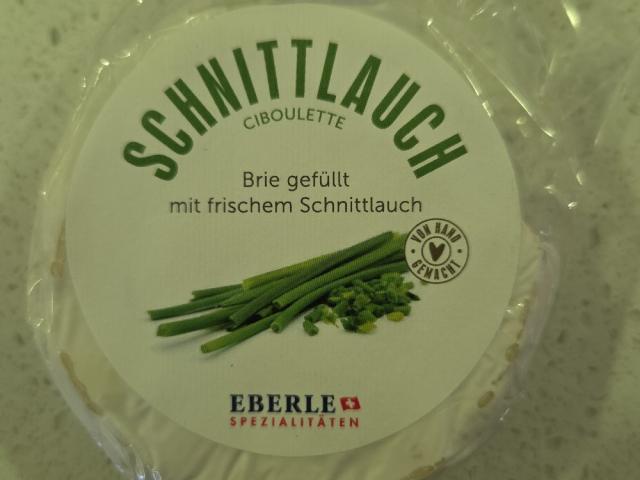 SCHNITTLAUCH
CIBOULETTE
Brie gefüllt
mit frischem Schnittlauch
VON HAND
GEMACHT
EBERLE
SPEZIALITÄTEN